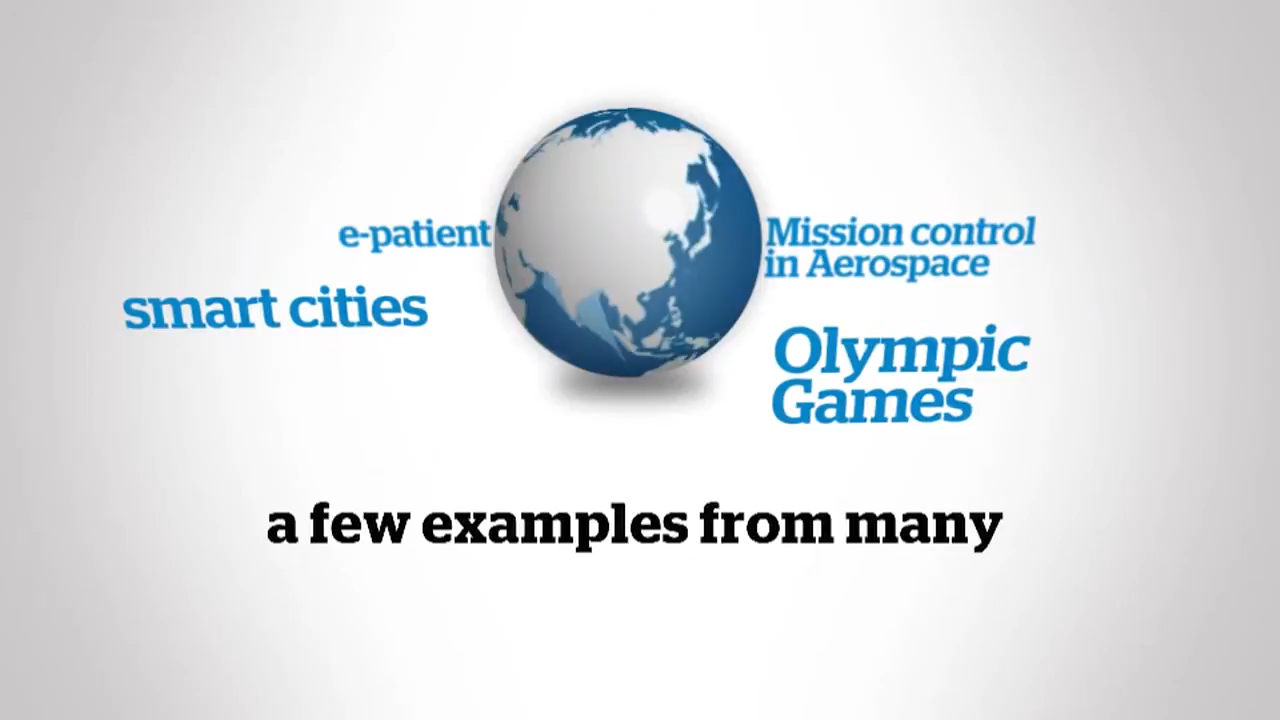 e-patient
smart cities
Mission control
in Aerospace
Olympic
Games
a few examples from many